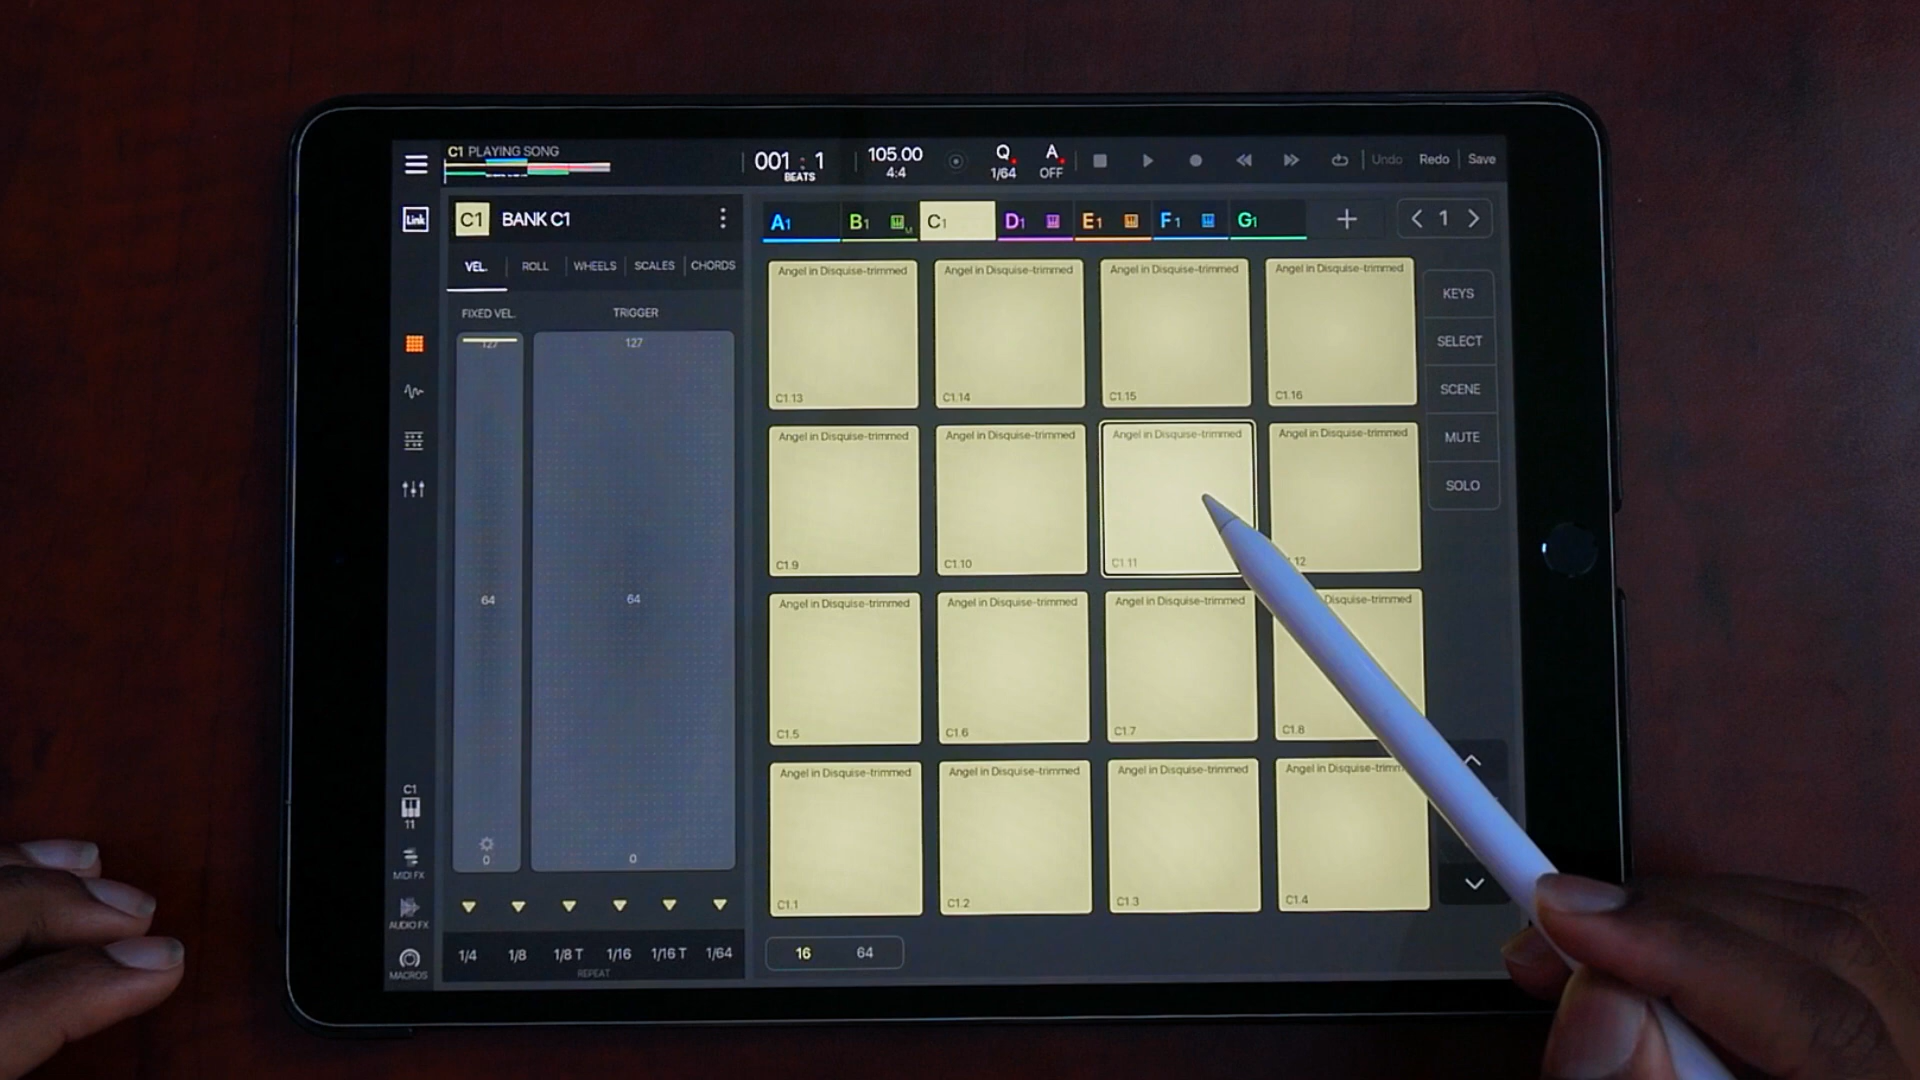 C1 PLAYING SONG
001 : 1
BEATS
105.00
4:4
Q
1/64
A
OFF
Undo
Redo
Save
Link
C1 BANK C1
VEL.
ROLL
WHEELS
SCALES
CHORDS
FIXED VEL.
TRIGGER
127
127
64
64
0
0
1/4
1/8
1/8 T
1/16
1/16 T
1/64
REPEAT
C1
11
MIDI FX
AUDIO FX
MACROS
A1
B1
M
C1
D1
E1
F1
G1
+
< 1 >
Angel in Disquise-trimmed
Angel in Disquise-trimmed
Angel in Disquise-trimmed
Angel in Disquise-trimmed
C1.13
C1.14
C1.15
C1.16
Angel in Disquise-trimmed
Angel in Disquise-trimmed
Angel in Disquise-trimmed
Angel in Disquise-trimmed
C1.9
C1.10
C1.11
.12
Angel in Disquise-trimmed
Angel in Disquise-trimmed
Angel in Disquise-trimmed
Disquise-trimmed
C1.5
C1.6
C1.7
C1.8
Angel in Disquise-trimmed
Angel in Disquise-trimmed
Angel in Disquise-trimmed
Angel in Disquise-trimm
C1.1
C1.2
C1.3
C1.4
16
64
KEYS
SELECT
SCENE
MUTE
SOLO